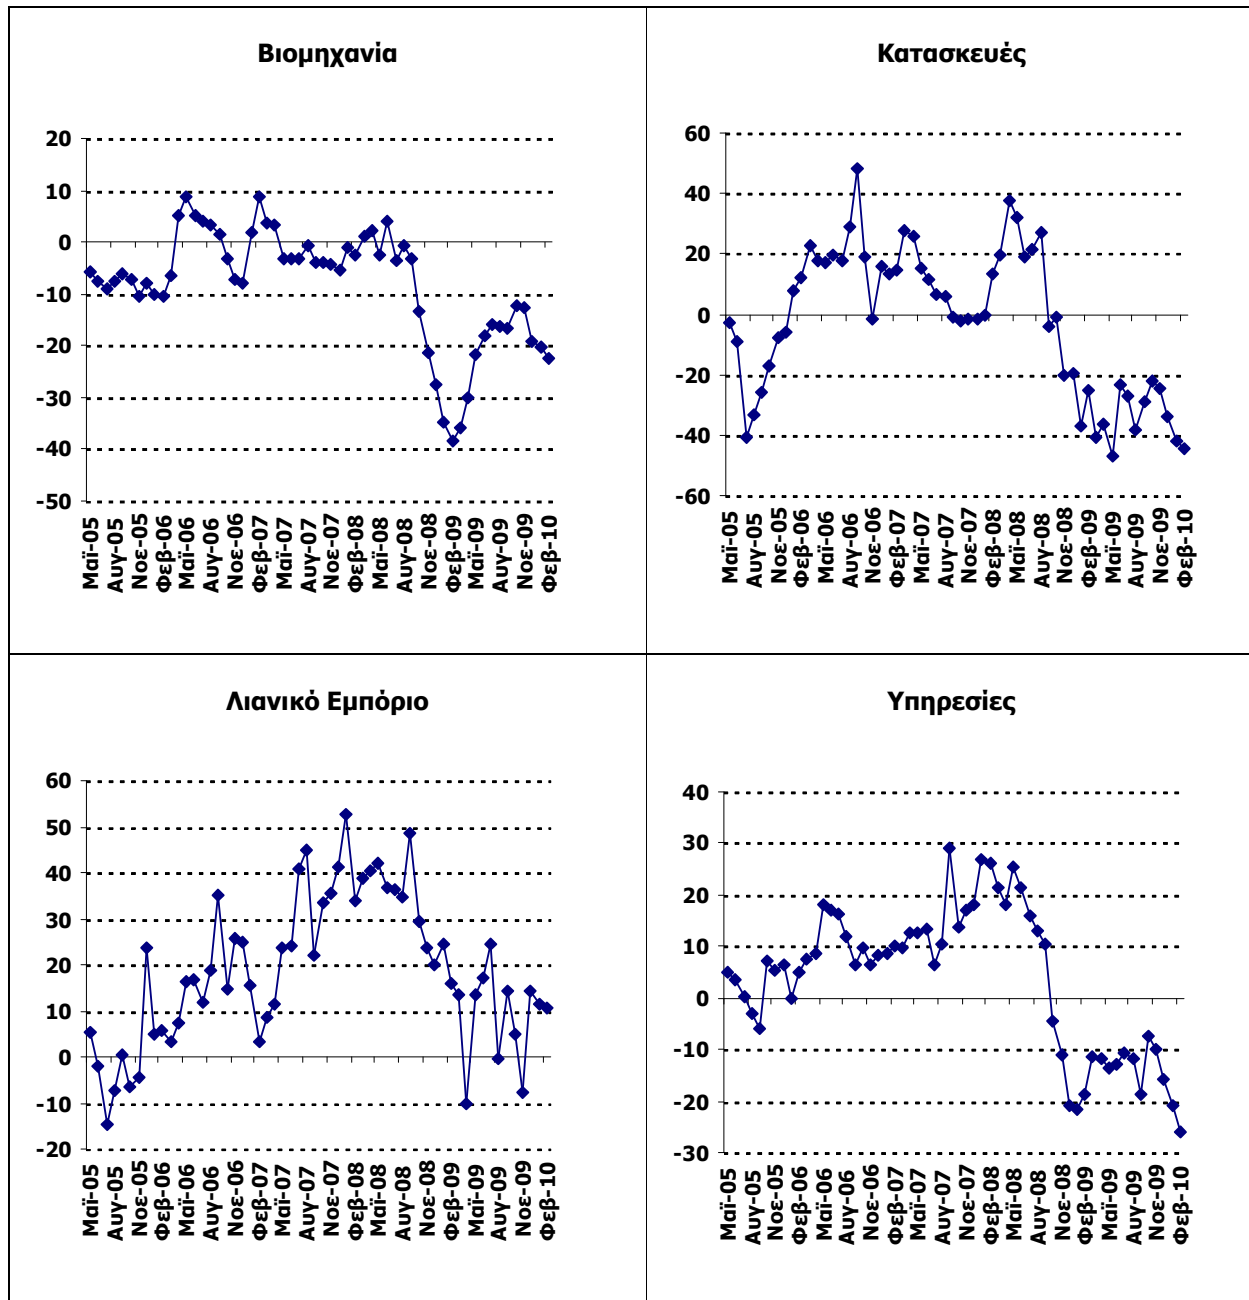 Βιομηχανία
20
10
0
-10
-20
-30
-40
-50
Μαϊ-05
Αυγ-05
Νοε-05
Φεβ-06
Μαϊ-06
Αυγ-06
Νοε-06
Φεβ-07
Μαϊ-07
Αυγ-07
Νοε-07
Φεβ-08
Μαϊ-08
Αυγ-08
Νοε-08
Φεβ-09
Μαϊ-09
Αυγ-09
Νοε-09
Φεβ-10
Κατασκευές
60
40
20
0
-20
-40
-60
Μαϊ-05
Αυγ-05
Νοε-05
Φεβ-06
Μαϊ-06
Αυγ-06
Νοε-06
Φεβ-07
Μαϊ-07
Αυγ-07
Νοε-07
Φεβ-08
Μαϊ-08
Αυγ-08
Νοε-08
Φεβ-09
Μαϊ-09
Αυγ-09
Νοε-09
Φεβ-10
Λιανικό Εμπόριο
60
50
40
30
20
10
0
-10
-20
Μαϊ-05
Αυγ-05
Νοε-05
Φεβ-06
Μαϊ-06
Αυγ-06
Νοε-06
Φεβ-07
Μαϊ-07
Αυγ-07
Νοε-07
Φεβ-08
Μαϊ-08
Αυγ-08
Νοε-08
Φεβ-09
Μαϊ-09
Αυγ-09
Νοε-09
Φεβ-10
Υπηρεσίες
40
30
20
10
0
-10
-20
-30
Μαϊ-05
Αυγ-05
Νοε-05
Φεβ-06
Μαϊ-06
Αυγ-06
Νοε-06
Φεβ-07
Μαϊ-07
Αυγ-07
Νοε-07
Φεβ-08
Μαϊ-08
Αυγ-08
Νοε-08
Φεβ-09
Μαϊ-09
Αυγ-09
Νοε-09
Φεβ-10